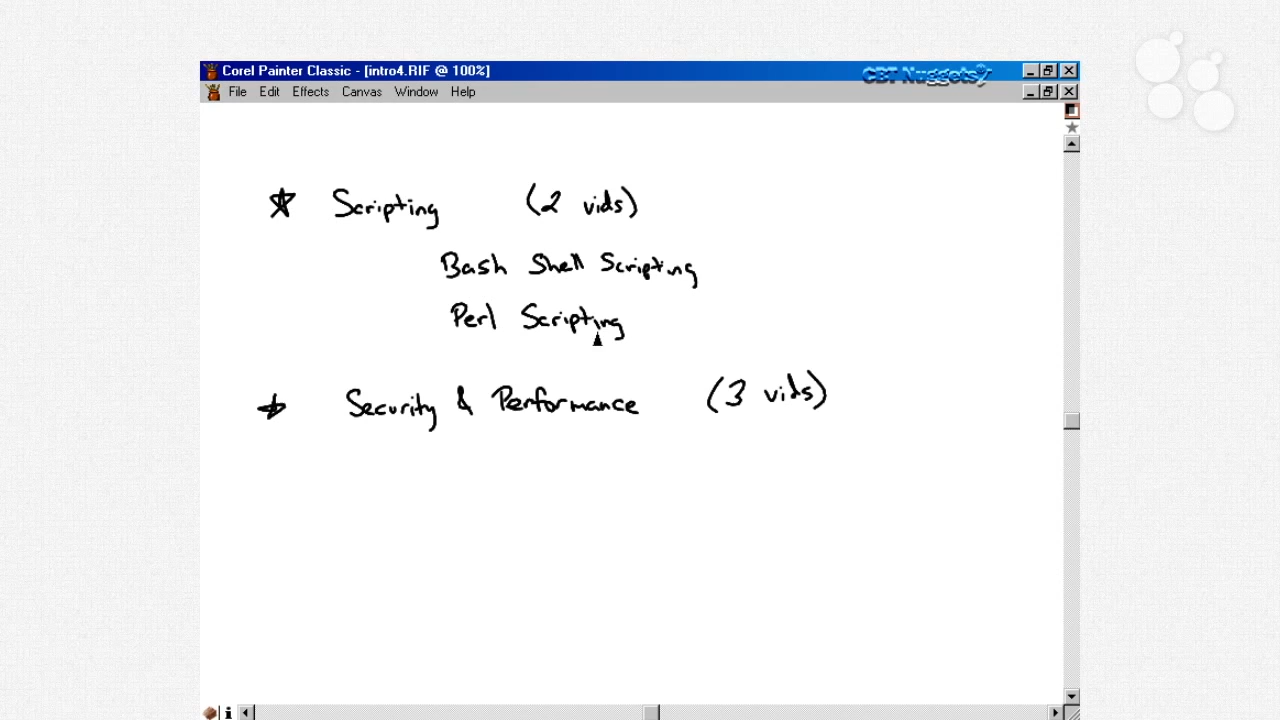 Corel Painter Classic - [intro4.RIF @ 100%]
CBT Nuggets
File Edit Effects Canvas Window Help
Scripting (2 vids)
Bash Shell Scripting
Perl Scripting
Security & Performance (3 vids)